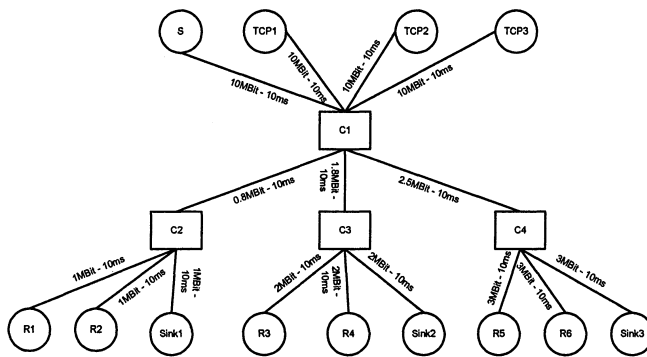 S
TCP1
TCP2
TCP3
10MBit - 10ms
10MBit - 10ms
10MBit - 10ms
10MBit - 10ms
C1
0.8MBit - 10ms
1.8MBit -
10ms
2.5MBit - 10ms
C2
C3
C4
1MBit - 10ms
1MBit - 10ms
1MBit -
10ms
2MBit - 10ms
2MBit -
10ms
2MBit - 10ms
3MBit - 10ms
3MBit - 10ms
3MBit - 10ms
R1
R2
Sink1
R3
R4
Sink2
R5
R6
Sink3